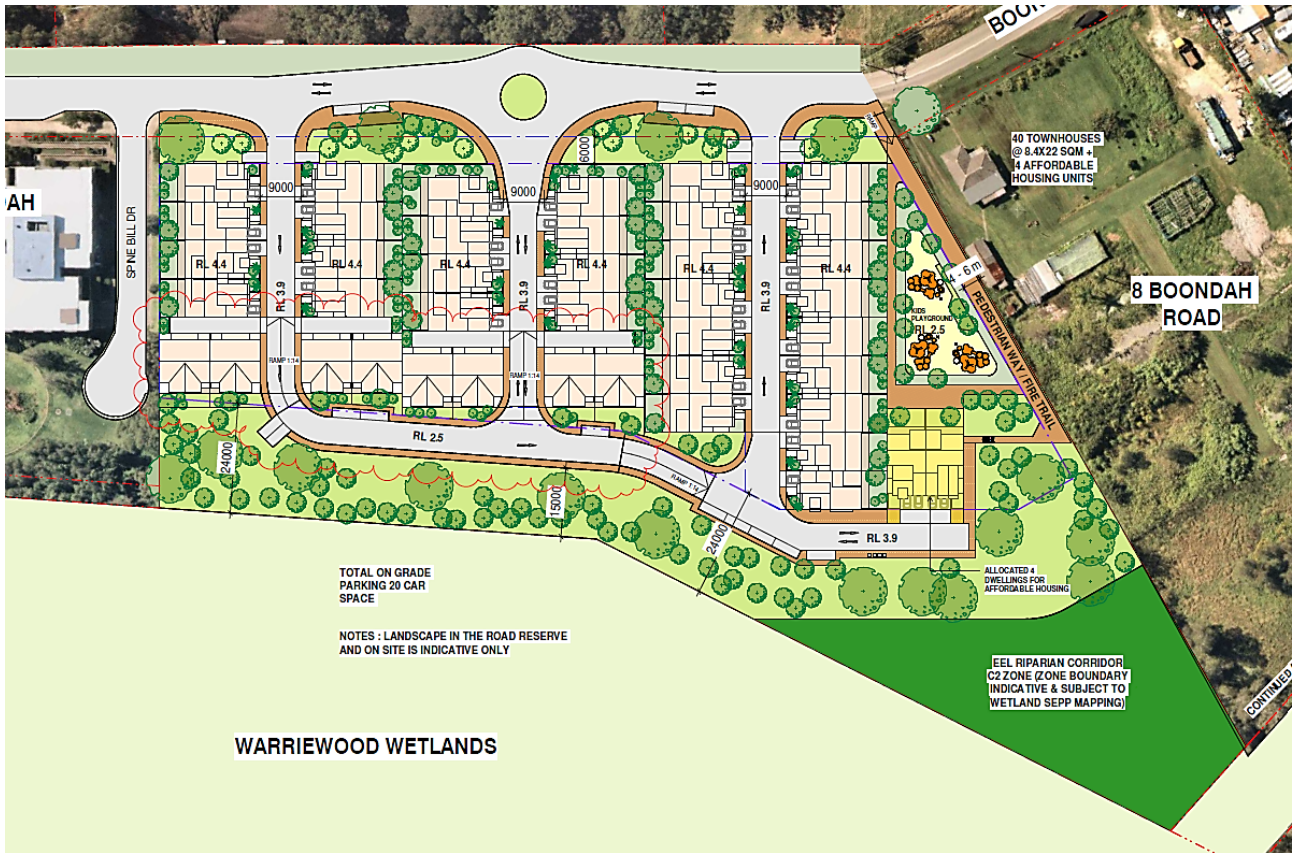 BOON
40 TOWNHOUSES
@ 8.4X22 SQM +
4 AFFORDABLE
HOUSING UNITS
RAMP
6000
9000
9000
9000
DAH
SPINE BILL DR
RL 4.4
RL 4.4
RL 4.4
RL 4.4
RL 4.4
RL 4.4
RL 3.9
RL 3.9
RL 3.9
4 - 6 m
8 BOONDAH
ROAD
KIDS
PLAYGROUND
RL 2.5
PEDESTRIAN WAY / FIRE TRAIL
RAMP 1:14
RAMP 1:14
RL 2.5
24000
15000
RAMP 1:14
24000
RL 3.9
TOTAL ON GRADE
PARKING 20 CAR
SPACE
ALLOCATED 4
DWELLINGS FOR
AFFORDABLE HOUSING
NOTES : LANDSCAPE IN THE ROAD RESERVE
AND ON SITE IS INDICATIVE ONLY
EEL RIPARIAN CORRIDOR
C2 ZONE (ZONE BOUNDARY
INDICATIVE & SUBJECT TO
WETLAND SEPP MAPPING)
CONTINUED
WARRIEWOOD WETLANDS